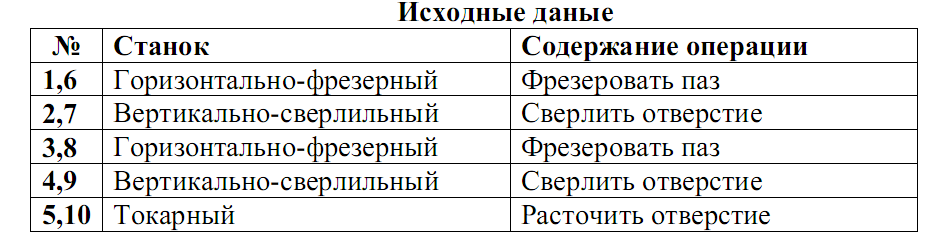 Исходные даные
№ Станок Содержание операции
1,6 Горизонтально-фрезерный Фрезеровать паз
2,7 Вертикально-сверлильный Сверлить отверстие
3,8 Горизонтально-фрезерный Фрезеровать паз
4,9 Вертикально-сверлильный Сверлить отверстие
5,10 Токарный Расточить отверстие